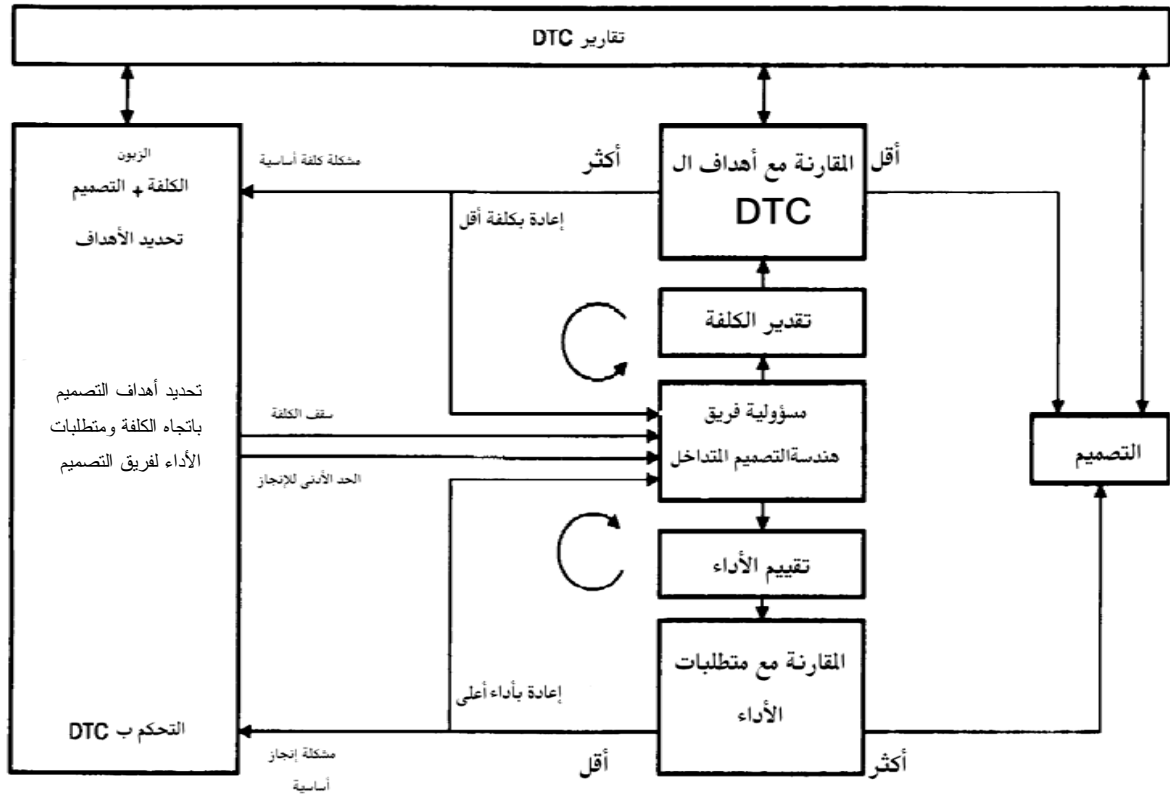 تقارير DTC
الزبون
الكلفة + التصميم
تحديد الأهداف
تحديد أهداف التصميم
باتجاه الكلفة ومتطلبات
الأداء لفريق التصميم
التحكم ب DTC
مشكلة كلفة أساسية
أكثر
إعادة بكلفة أقل
سقف الكلفة
الحد الأدنى للإنجاز
إعادة بأداء أعلى
مشكلة إنجاز
أساسية
أقل
المقارنة مع أهداف ال
DTC
أقل
تقدير الكلفة
مسؤولية فريق
هندسةالتصميم المتداخل
تقييم الأداء
المقارنة مع متطلبات
الأداء
أكثر
التصميم